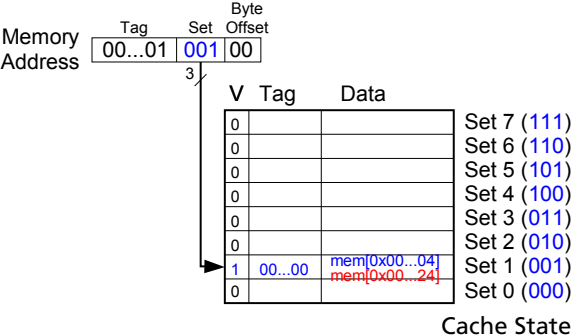 Byte
Tag Set Offset
Memory Address 00...01 001 00
3
V Tag Data
0 Set 7 (111)
0 Set 6 (110)
0 Set 5 (101)
0 Set 4 (100)
0 Set 3 (011)
0 Set 2 (010)
1 00...00 mem[0x00...04] Set 1 (001)
mem[0x00...24]
0 Set 0 (000)
Cache State